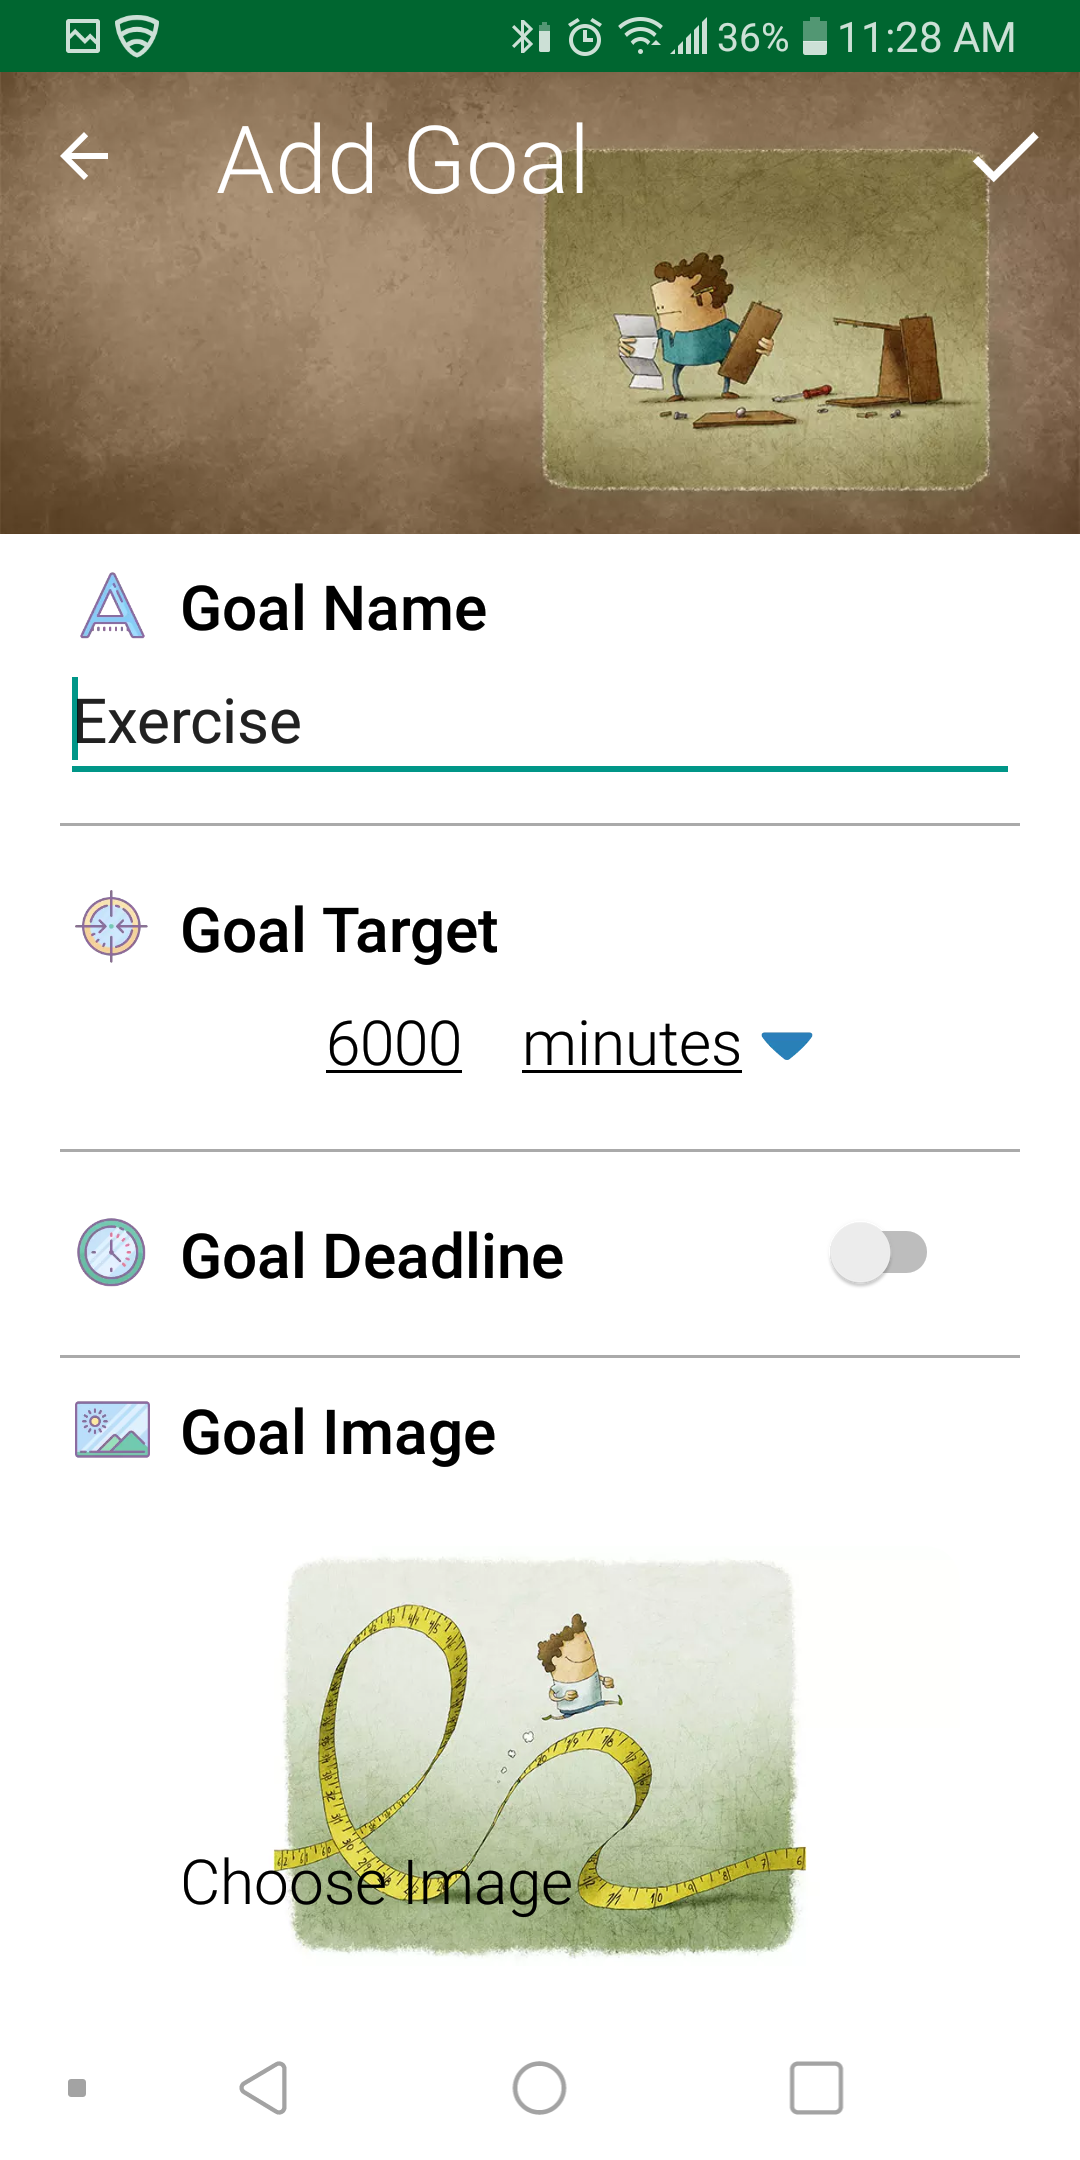 36% 11:28 AM
Add Goal
Goal Name
Exercise
Goal Target
6000 minutes
Goal Deadline
Goal Image
Choose Image